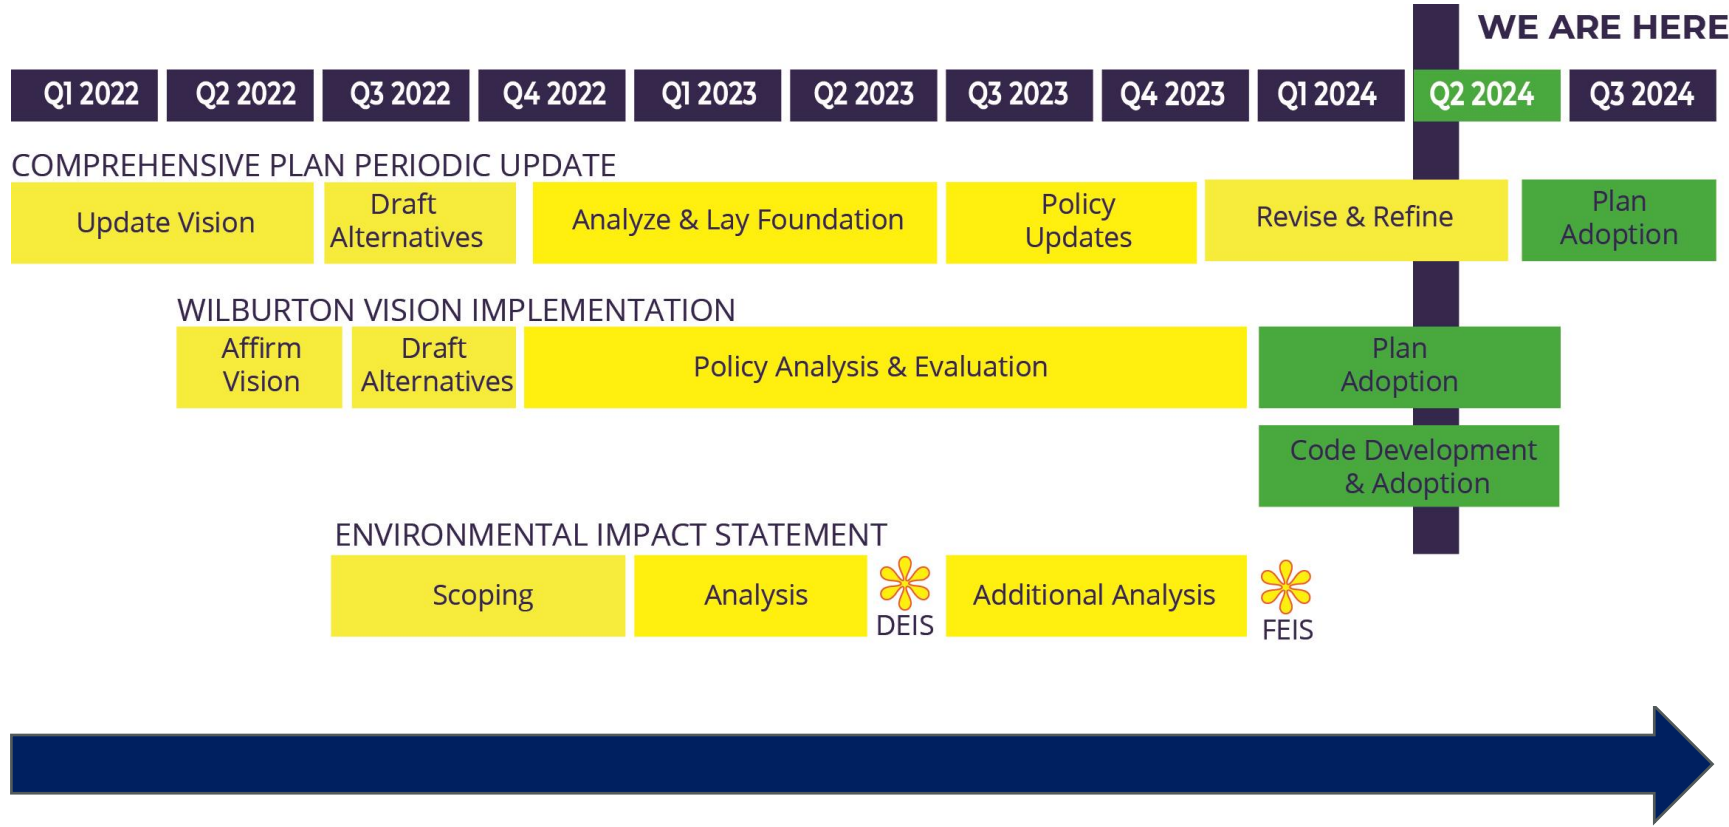 WE ARE HERE
Q1 2022 Q2 2022 Q3 2022 Q4 2022 Q1 2023 Q2 2023 Q3 2023 Q4 2023 Q1 2024 Q2 2024 Q3 2024
COMPREHENSIVE PLAN PERIODIC UPDATE
Update Vision
Draft
Alternatives
Analyze & Lay Foundation
Policy
Updates
Revise & Refine
Plan
Adoption
WILBURTON VISION IMPLEMENTATION
Affirm
Vision
Draft
Alternatives
Policy Analysis & Evaluation
Plan
Adoption
Code Development
& Adoption
ENVIRONMENTAL IMPACT STATEMENT
Scoping
Analysis
DEIS
Additional Analysis
FEIS